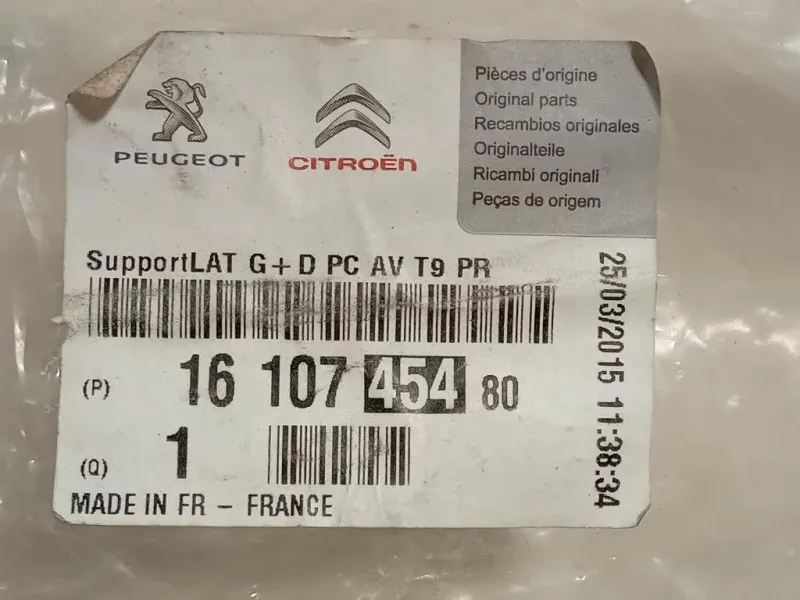 PEUGEOT
CITROËN
Pièces d'origine
Original parts
Recambios originales
Originalteile
Ricambi originali
Peças de origem
SupportLAT G+D PC AV T9 PR
(P) 16 107 454 80
(Q) 1
MADE IN FR - FRANCE
25/03/2015 11:38:34